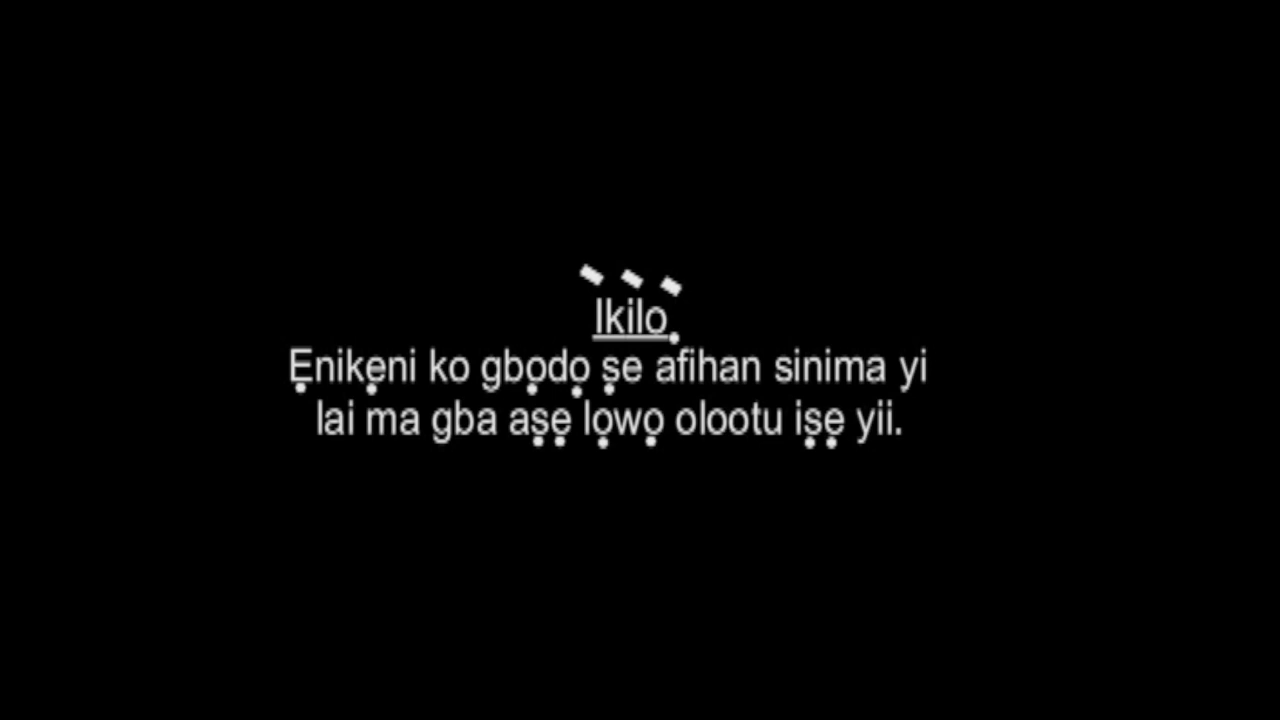 Ìkìlọ̀
Ẹnikẹni ko gbọdọ ṣe afihan sinima yi
lai ma gba aṣẹ lọwọ olootu iṣẹ yii.